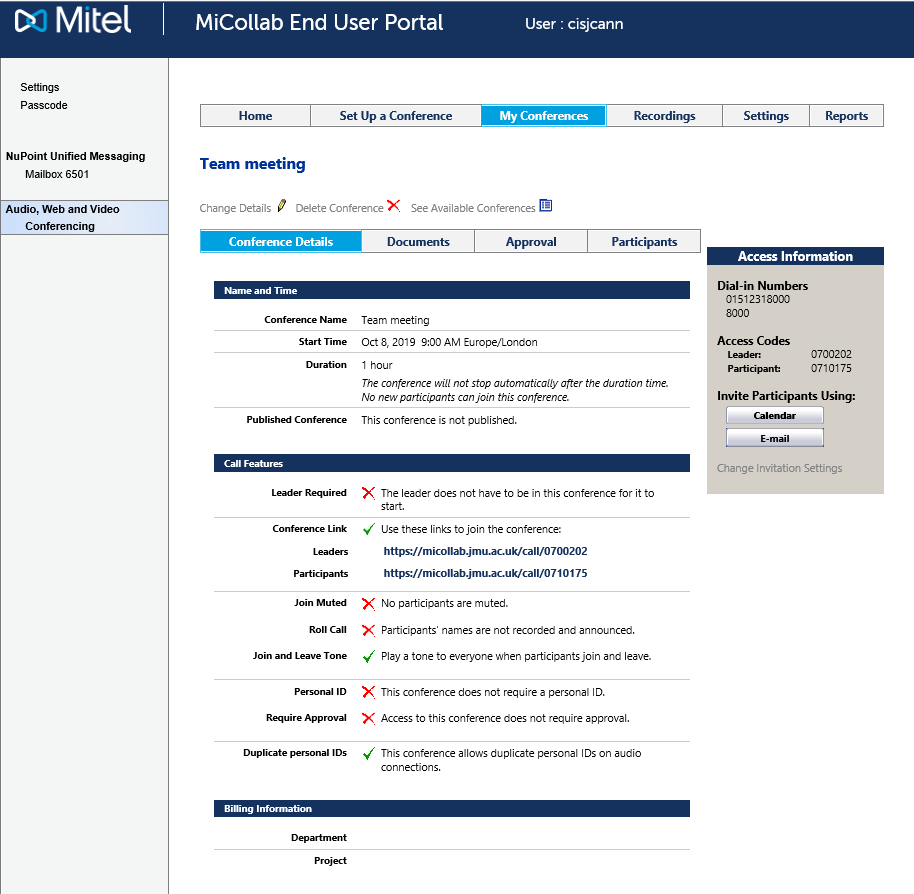 Mitel
MiCollab End User Portal
User : cisjcann
Settings
Passcode
NuPoint Unified Messaging
Mailbox 6501
Audio, Web and Video
Conferencing
Home
Set Up a Conference
My Conferences
Recordings
Settings
Reports
Team meeting
Change Details
Delete Conference
See Available Conferences
Conference Details
Documents
Approval
Participants
Name and Time
Conference Name Team meeting
Start Time Oct 8, 2019 9:00 AM Europe/London
Duration 1 hour
The conference will not stop automatically after the duration time.
No new participants can join this conference.
Published Conference This conference is not published.
Call Features
Leader Required The leader does not have to be in this conference for it to
start.
Conference Link Use these links to join the conference:
Leaders https://micollab.jmu.ac.uk/call/0700202
Participants https://micollab.jmu.ac.uk/call/0710175
Join Muted No participants are muted.
Roll Call Participants' names are not recorded and announced.
Join and Leave Tone Play a tone to everyone when participants join and leave.
Personal ID This conference does not require a personal ID.
Require Approval Access to this conference does not require approval.
Duplicate personal IDs This conference allows duplicate personal IDs on audio
connections.
Billing Information
Department
Project
Access Information
Dial-in Numbers
01512318000
8000
Access Codes
Leader: 0700202
Participant: 0710175
Invite Participants Using:
Calendar
E-mail
Change Invitation Settings